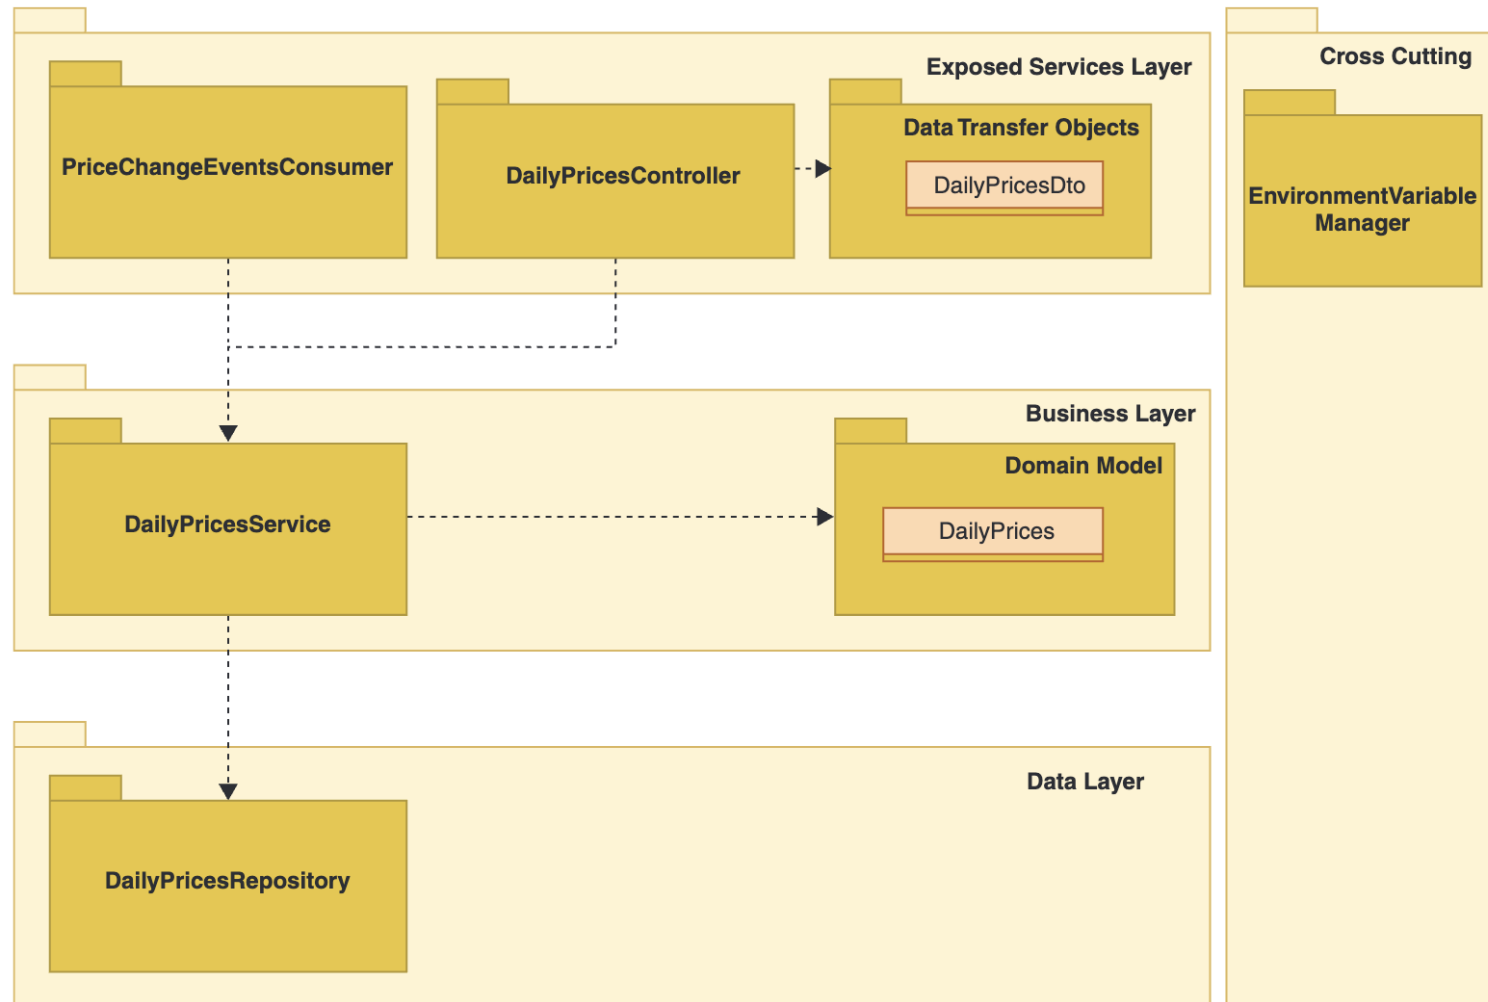 Exposed Services Layer
PriceChangeEventsConsumer
DailyPricesController
Data Transfer Objects
DailyPricesDto
Cross Cutting
EnvironmentVariable
Manager
Business Layer
DailyPricesService
Domain Model
DailyPrices
Data Layer
DailyPricesRepository